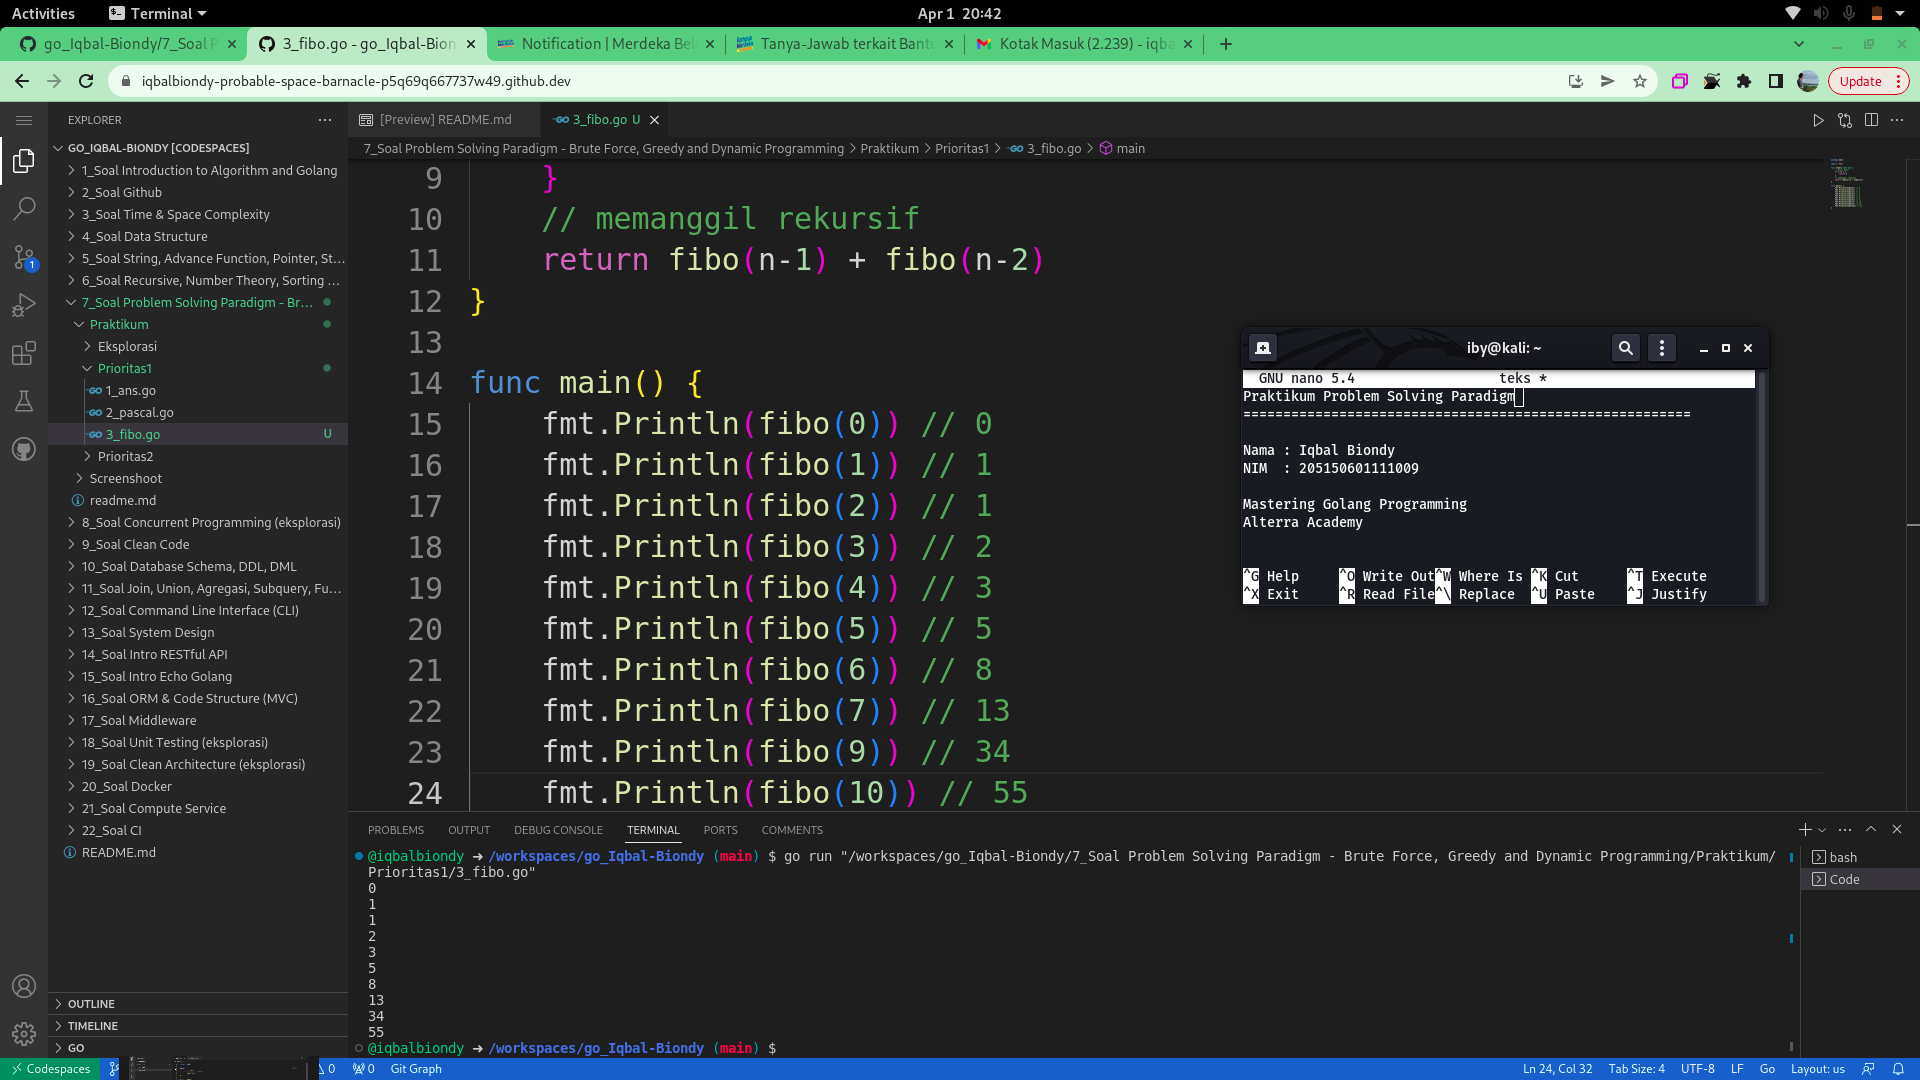 Activities
Terminal
Apr 1 20:42
go_Iqbal-Biondy/7_Soal P
3_fibo.go - go_Iqbal-Bion
Notification | Merdeka Bel
Tanya-Jawab terkait Bantu
Kotak Masuk (2.239) - iqba
iqbalbiondy-probable-space-barnacle-p5q69q667737w49.github.dev
Update
EXPLORER
GO_IQBAL-BIONDY [CODESPACES]
1_Soal Introduction to Algorithm and Golang
2_Soal Github
3_Soal Time & Space Complexity
4_Soal Data Structure
5_Soal String, Advance Function, Pointer, St...
6_Soal Recursive, Number Theory, Sorting ...
7_Soal Problem Solving Paradigm - Br...
Praktikum
Eksplorasi
Prioritas1
1_ans.go
2_pascal.go
3_fibo.go U
Prioritas2
Screenshoot
readme.md
8_Soal Concurrent Programming (eksplorasi)
9_Soal Clean Code
10_Soal Database Schema, DDL, DML
11_Soal Join, Union, Agregasi, Subquery, Fu...
12_Soal Command Line Interface (CLI)
13_Soal System Design
14_Soal Intro RESTful API
15_Soal Intro Echo Golang
16_Soal ORM & Code Structure (MVC)
17_Soal Middleware
18_Soal Unit Testing (eksplorasi)
19_Soal Clean Architecture (eksplorasi)
20_Soal Docker
21_Soal Compute Service
22_Soal CI
README.md
OUTLINE
TIMELINE
GO
1
[Preview] README.md
3_fibo.go U
7_Soal Problem Solving Paradigm - Brute Force, Greedy and Dynamic Programming > Praktikum > Prioritas1 > 3_fibo.go > main
9 }
10 // memanggil rekursif
11 return fibo(n-1) + fibo(n-2)
12 }
13
14 func main() {
15 fmt.Println(fibo(0)) // 0
16 fmt.Println(fibo(1)) // 1
17 fmt.Println(fibo(2)) // 1
18 fmt.Println(fibo(3)) // 2
19 fmt.Println(fibo(4)) // 3
20 fmt.Println(fibo(5)) // 5
21 fmt.Println(fibo(6)) // 8
22 fmt.Println(fibo(7)) // 13
23 fmt.Println(fibo(9)) // 34
24 fmt.Println(fibo(10)) // 55
iby@kali: ~
GNU nano 5.4 teks *
Praktikum Problem Solving Paradigm
========================================================
Nama : Iqbal Biondy
NIM : 205150601111009
Mastering Golang Programming
Alterra Academy
^G Help ^O Write Out ^W Where Is ^K Cut ^T Execute
^X Exit ^R Read File ^\ Replace ^U Paste ^J Justify
PROBLEMS OUTPUT DEBUG CONSOLE TERMINAL PORTS COMMENTS
@iqbalbiondy ➜ /workspaces/go_Iqbal-Biondy (main) $ go run "/workspaces/go_Iqbal-Biondy/7_Soal Problem Solving Paradigm - Brute Force, Greedy and Dynamic Programming/Praktikum/
Prioritas1/3_fibo.go"
0
1
1
2
3
5
8
13
34
55
@iqbalbiondy ➜ /workspaces/go_Iqbal-Biondy (main) $
bash
Code
Codespaces
0
0
Git Graph
Ln 24, Col 32
Tab Size: 4
UTF-8
LF
Go
Layout: us